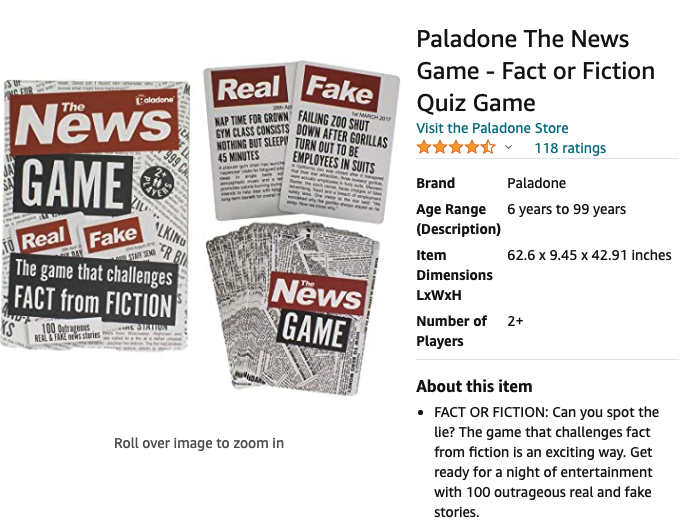 The
Paladone
News
GAME
2+
PLAYERS
Real
Fake
The game that challenges
FACT from FICTION
100 Outrageous
REAL & FAKE news stories
Real
NAP TIME FOR GROWN
GYM CLASS CONSISTS
NOTHING BUT SLEEPI
45 MINUTES
Fake
1st MARCH 2017
FAILING ZOO SHUT
DOWN AFTER GORILLAS
TURN OUT TO BE
EMPLOYEES IN SUITS
The
News
GAME
Roll over image to zoom in
Paladone The News
Game - Fact or Fiction
Quiz Game
Visit the Paladone Store
118 ratings
Brand Paladone
Age Range 6 years to 99 years
(Description)
Item 62.6 x 9.45 x 42.91 inches
Dimensions
LxWxH
Number of 2+
Players
About this item
• FACT OR FICTION: Can you spot the
lie? The game that challenges fact
from fiction is an exciting way. Get
ready for a night of entertainment
with 100 outrageous real and fake
stories.